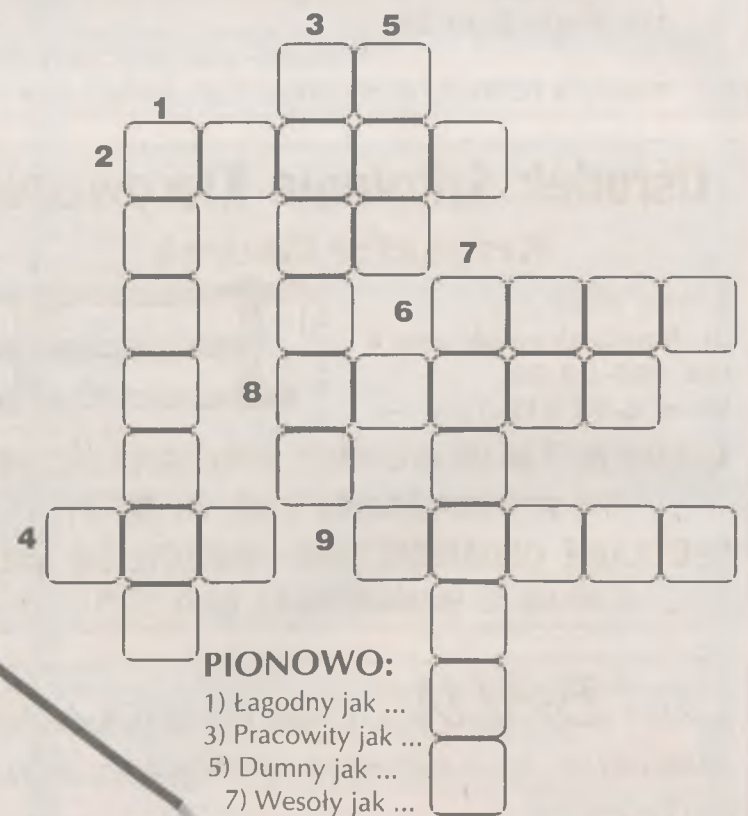 3 5
1
2
7
6
8
4 9
PIONOWO:
1) Łagodny jak ...
3) Pracowity jak ...
5) Dumny jak ...
7) Wesoły jak ...